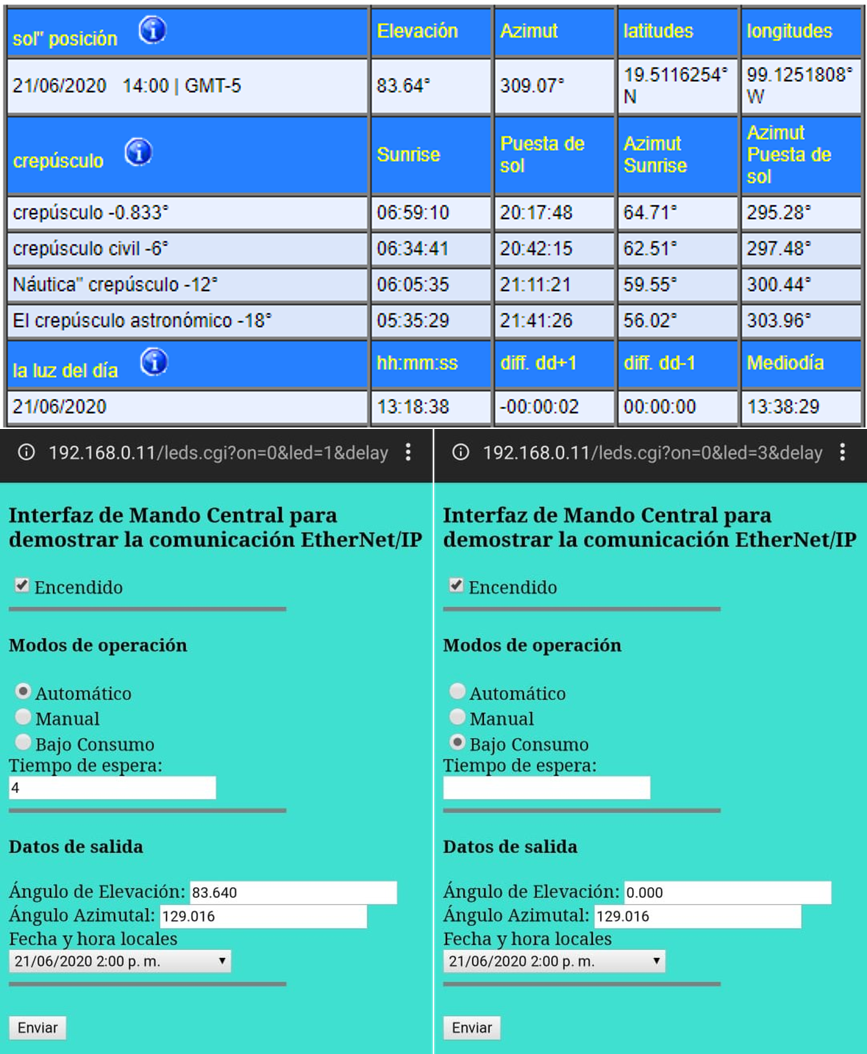 sol" posición Elevación Azimut latitudes longitudes
21/06/2020 14:00 | GMT-5 83.64° 309.07° 19.5116254° N 99.1251808° W
crepúsculo Sunrise Puesta de sol Azimut Sunrise Azimut Puesta de sol
crepúsculo -0.833° 06:59:10 20:17:48 64.71° 295.28°
crepúsculo civil -6° 06:34:41 20:42:15 62.51° 297.48°
Náutica" crepúsculo -12° 06:05:35 21:11:21 59.55° 300.44°
El crepúsculo astronómico -18° 05:35:29 21:41:26 56.02° 303.96°
la luz del día hh:mm:ss diff. dd+1 diff. dd-1 Mediodía
21/06/2020 13:18:38 -00:00:02 00:00:00 13:38:29
192.168.0.11/leds.cgi?on=0&led=1&delay
Interfaz de Mando Central para
demostrar la comunicación EtherNet/IP
Encendido
Modos de operación
Automático
Manual
Bajo Consumo
Tiempo de espera:
4
Datos de salida
Ángulo de Elevación: 83.640
Ángulo Azimutal: 129.016
Fecha y hora locales
21/06/2020 2:00 p. m.
Enviar
192.168.0.11/leds.cgi?on=0&led=3&delay
Interfaz de Mando Central para
demostrar la comunicación EtherNet/IP
Encendido
Modos de operación
Automático
Manual
Bajo Consumo
Tiempo de espera:
Datos de salida
Ángulo de Elevación: 0.000
Ángulo Azimutal: 129.016
Fecha y hora locales
21/06/2020 2:00 p. m.
Enviar